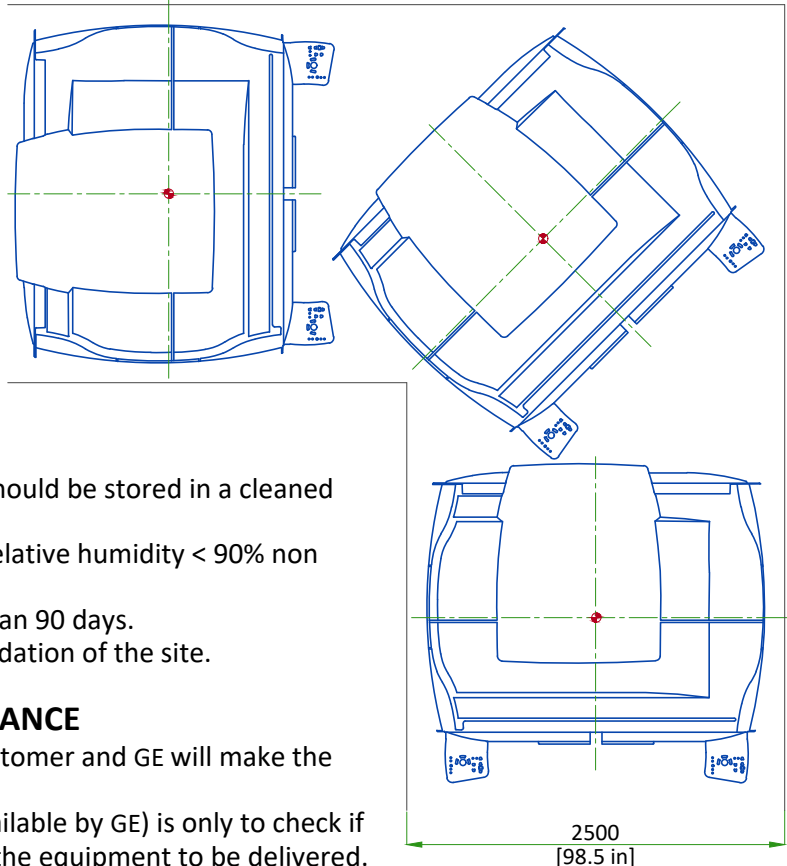 hould be stored in a cleaned
elative humidity < 90% non
an 90 days.
dation of the site.
ANCE
tomer and GE will make the
ilable by GE) is only to check if
the equipment to be delivered.
2500
[98.5 in]